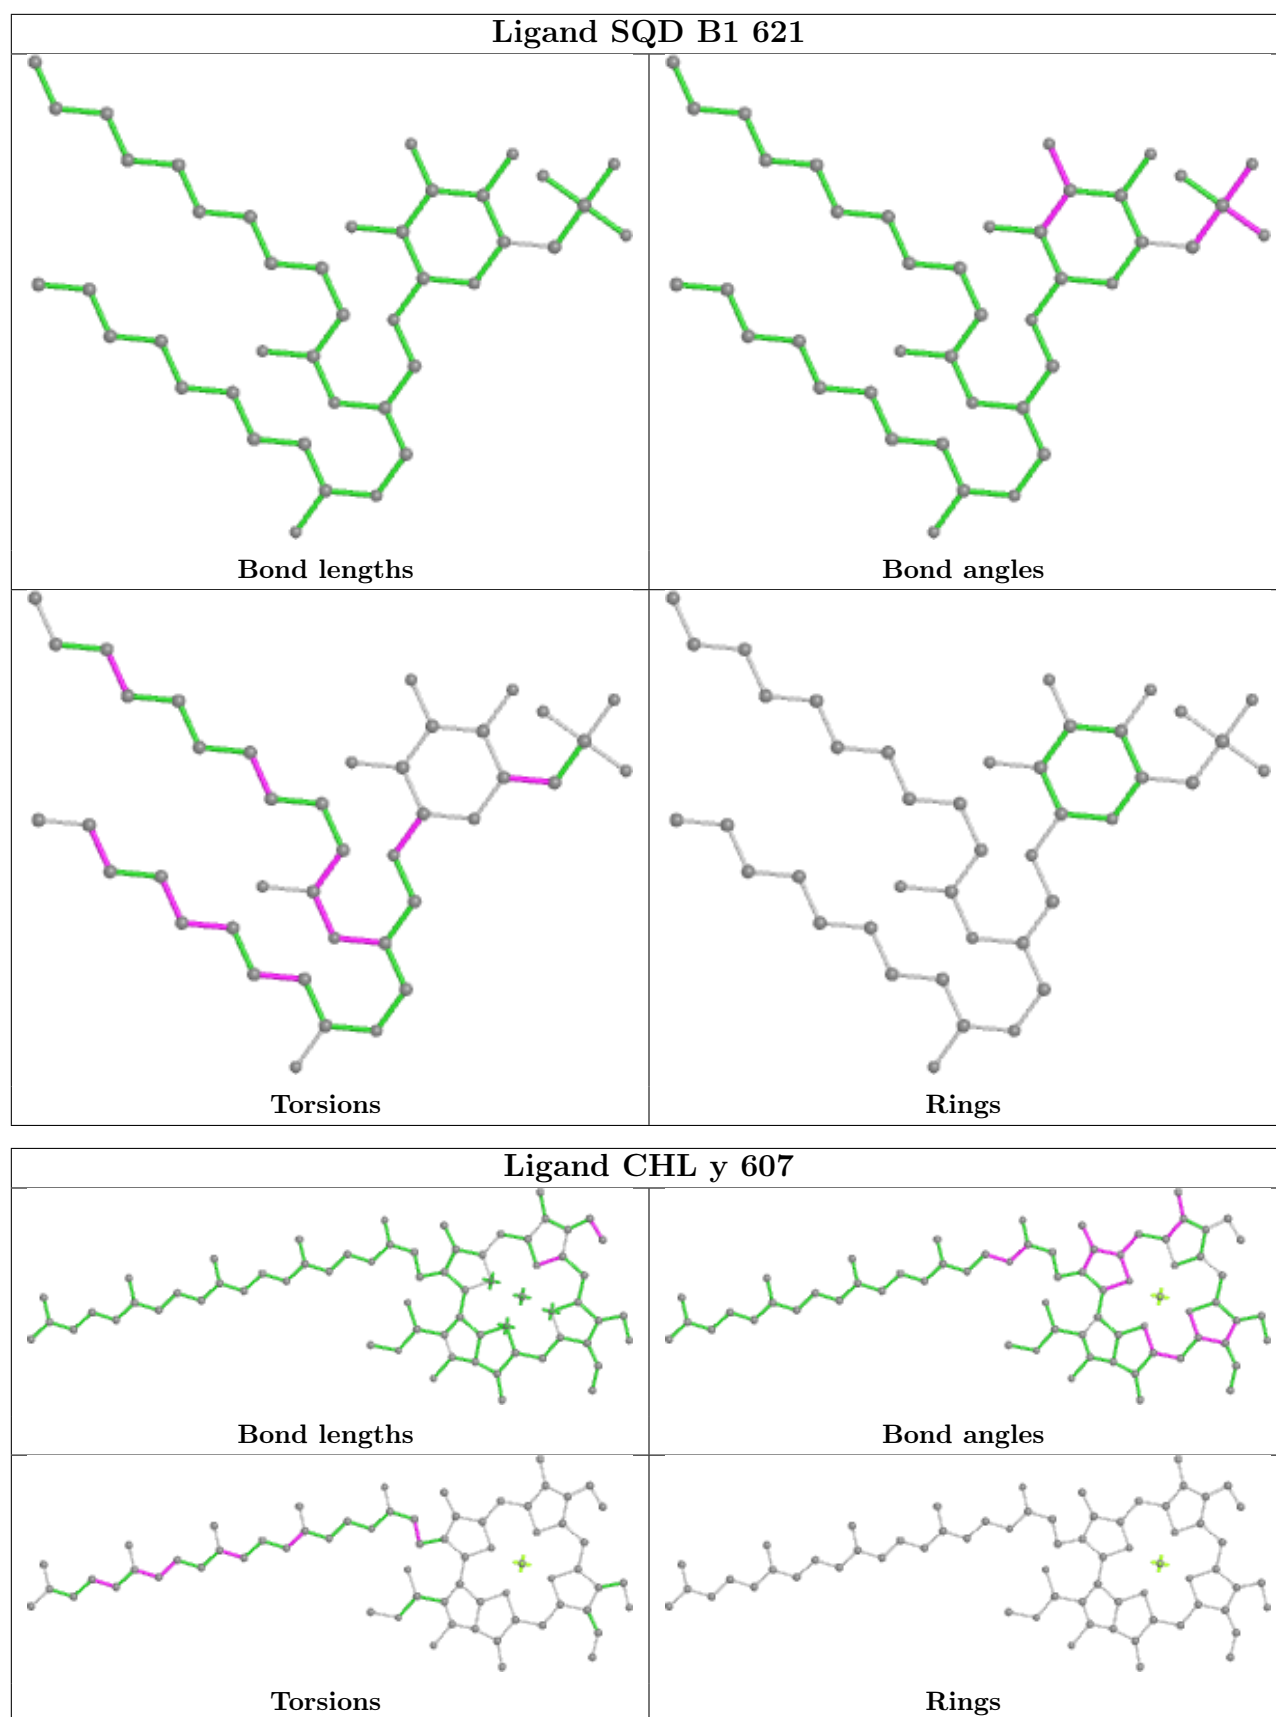 Ligand SQD B1 621
Bond lengths
Bond angles
Torsions
Rings
Ligand CHL y 607
Bond lengths
Bond angles
Torsions
Rings